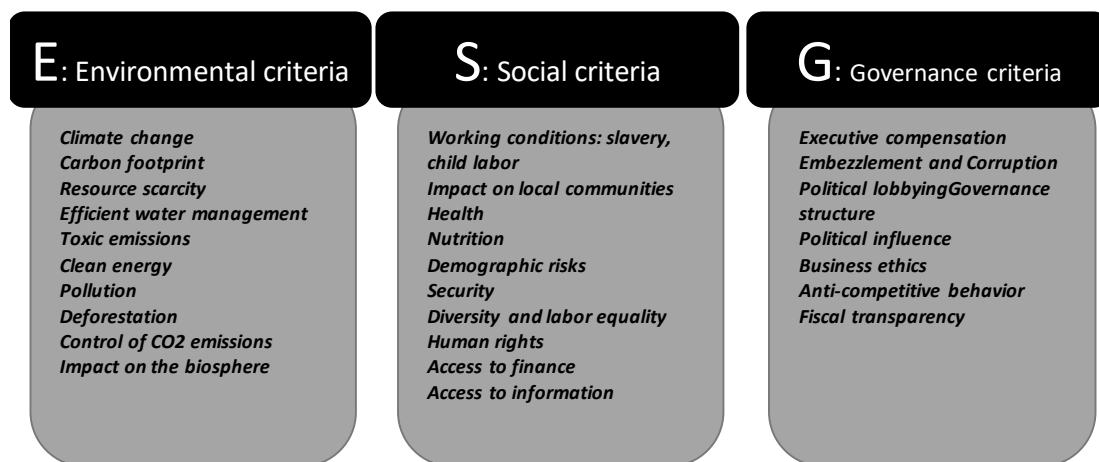 E: Environmental criteria
Climate change
Carbon footprint
Resource scarcity
Efficient water management
Toxic emissions
Clean energy
Pollution
Deforestation
Control of CO2 emissions
Impact on the biosphere
S: Social criteria
Working conditions: slavery,
child labor
Impact on local communities
Health
Nutrition
Demographic risks
Security
Diversity and labor equality
Human rights
Access to finance
Access to information
G: Governance criteria
Executive compensation
Embezzlement and Corruption
Political lobbyingGovernance
structure
Political influence
Business ethics
Anti-competitive behavior
Fiscal transparency